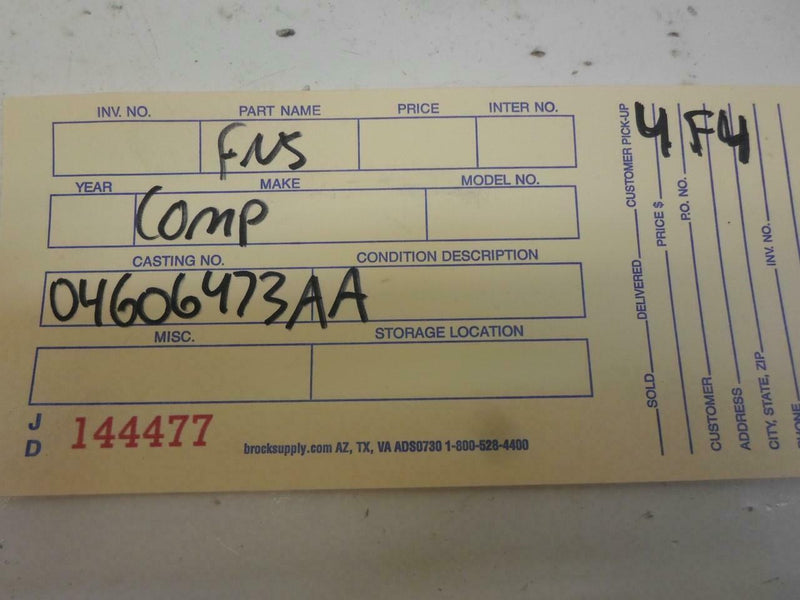 INV. NO. PART NAME PRICE INTER NO.
FNS
YEAR MAKE MODEL NO.
COMP
CASTING NO. CONDITION DESCRIPTION
04606473AA
MISC. STORAGE LOCATION
J D 144477
brocksupply.com AZ, TX, VA ADS0730 1-800-528-4400
SOLD DELIVERED CUSTOMER PICK-UP
PRICE $
P.O. NO.
CUSTOMER
ADDRESS
CITY, STATE, ZIP INV. NO.
PHONE
4 F4